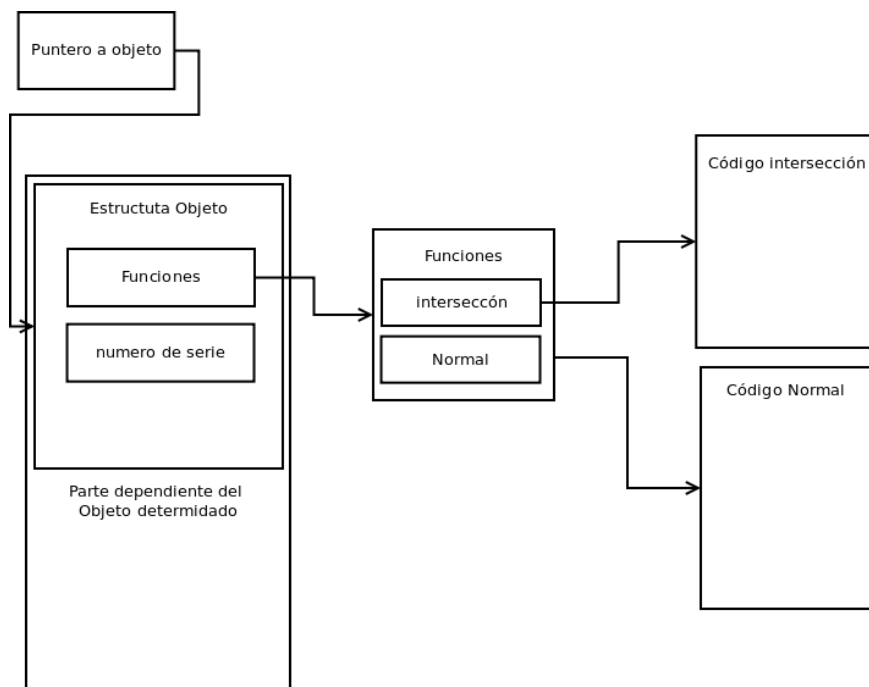 Puntero a objeto
Estructuta Objeto
Funciones
numero de serie
Parte dependiente del
Objeto determidado
Funciones
interseccón
Normal
Código intersección
Código Normal